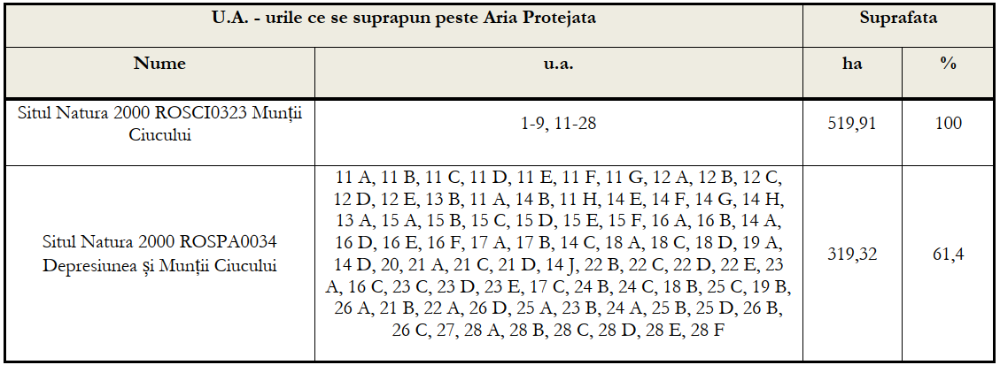 U.A. - urile ce se suprapun peste Aria Protejata
Suprafata
Nume
u.a.
ha
%
Situl Natura 2000 ROSCI0323 Munții
Ciucului
1-9, 11-28
519,91
100
Situl Natura 2000 ROSPA0034
Depresiunea și Munții Ciucului
11 A, 11 B, 11 C, 11 D, 11 E, 11 F, 11 G, 12 A, 12 B, 12 C,
12 D, 12 E, 13 B, 11 A, 14 B, 11 H, 14 E, 14 F, 14 G, 14 H,
13 A, 15 A, 15 B, 15 C, 15 D, 15 E, 15 F, 16 A, 16 B, 14 A,
16 D, 16 E, 16 F, 17 A, 17 B, 14 C, 18 A, 18 C, 18 D, 19 A,
14 D, 20, 21 A, 21 C, 21 D, 14 J, 22 B, 22 C, 22 D, 22 E, 23
A, 16 C, 23 C, 23 D, 23 E, 17 C, 24 B, 24 C, 18 B, 25 C, 19 B,
26 A, 21 B, 22 A, 26 D, 25 A, 23 B, 24 A, 25 B, 25 D, 26 B,
26 C, 27, 28 A, 28 B, 28 C, 28 D, 28 E, 28 F
319,32
61,4